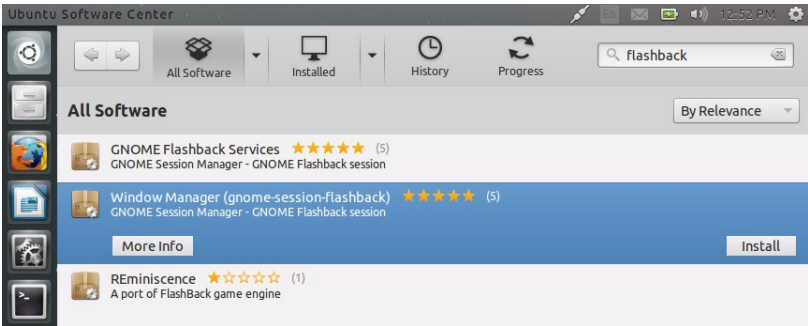 Ubuntu Software Center
En
12:52 PM
All Software
Installed
History
Progress
flashback
All Software
By Relevance
GNOME Flashback Services (5)
GNOME Session Manager - GNOME Flashback session
Window Manager (gnome-session-flashback) (5)
GNOME Session Manager - GNOME Flashback session
More Info
Install
REminiscence (1)
A port of FlashBack game engine
>_